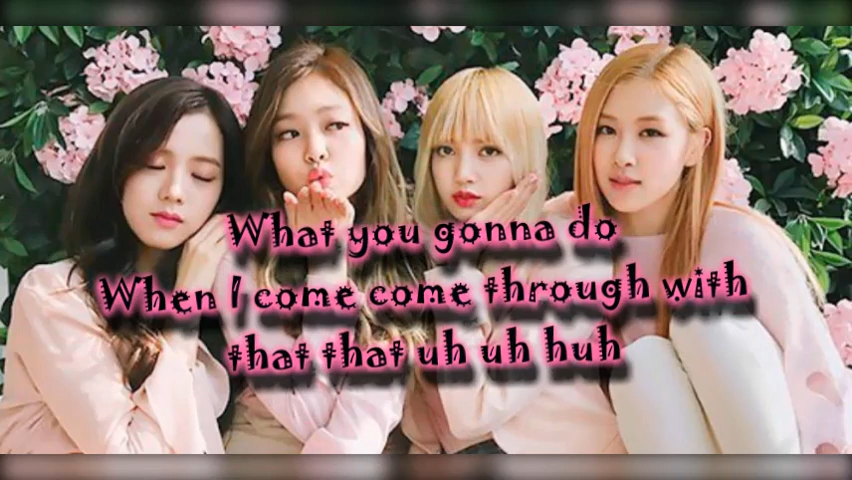 What you gonna do
When I come come through with
that that uh uh huh